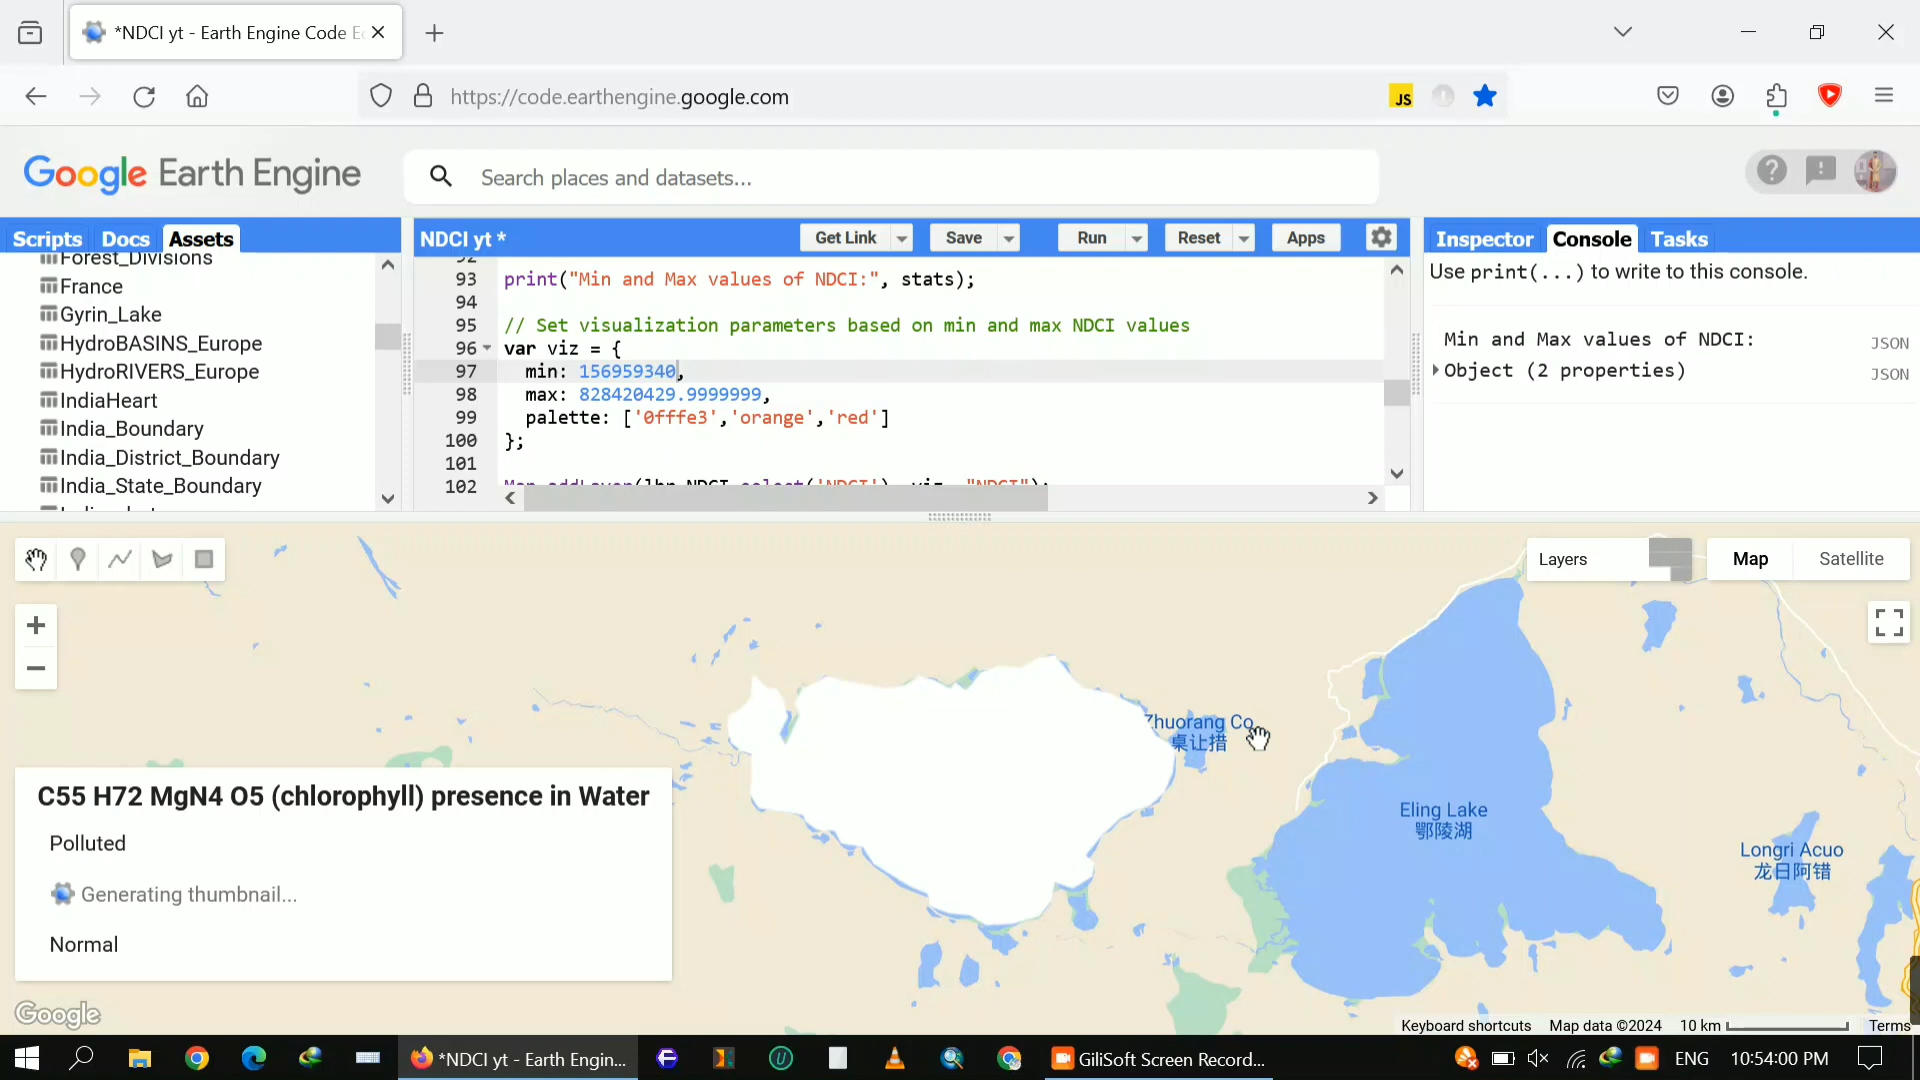 *NDCI yt - Earth Engine Code E
https://code.earthengine.google.com
JS
Google Earth Engine
Search places and datasets...
Scripts
Docs
Assets
NDCI yt *
Get Link
Save
Run
Reset
Apps
Inspector
Console
Tasks
Forest_Divisions
France
Gyrin_Lake
HydroBASINS_Europe
HydroRIVERS_Europe
IndiaHeart
India_Boundary
India_District_Boundary
India_State_Boundary
92
93 print("Min and Max values of NDCI:", stats);
94
95 // Set visualization parameters based on min and max NDCI values
96 var viz = {
97 min: 156959340,
98 max: 828420429.9999999,
99 palette: ['0fffe3','orange','red']
100 };
101
102
Use print(...) to write to this console.
Min and Max values of NDCI:
JSON
Object (2 properties)
JSON
Layers
Map
Satellite
Zhuorang Co
桌让措
Eling Lake
鄂陵湖
Longri Acuo
龙日阿错
C55 H72 MgN4 O5 (chlorophyll) presence in Water
Polluted
Generating thumbnail...
Normal
Google
Keyboard shortcuts
Map data ©2024
10 km
Terms
*NDCI yt - Earth Engin...
GiliSoft Screen Record...
ENG
10:54:00 PM